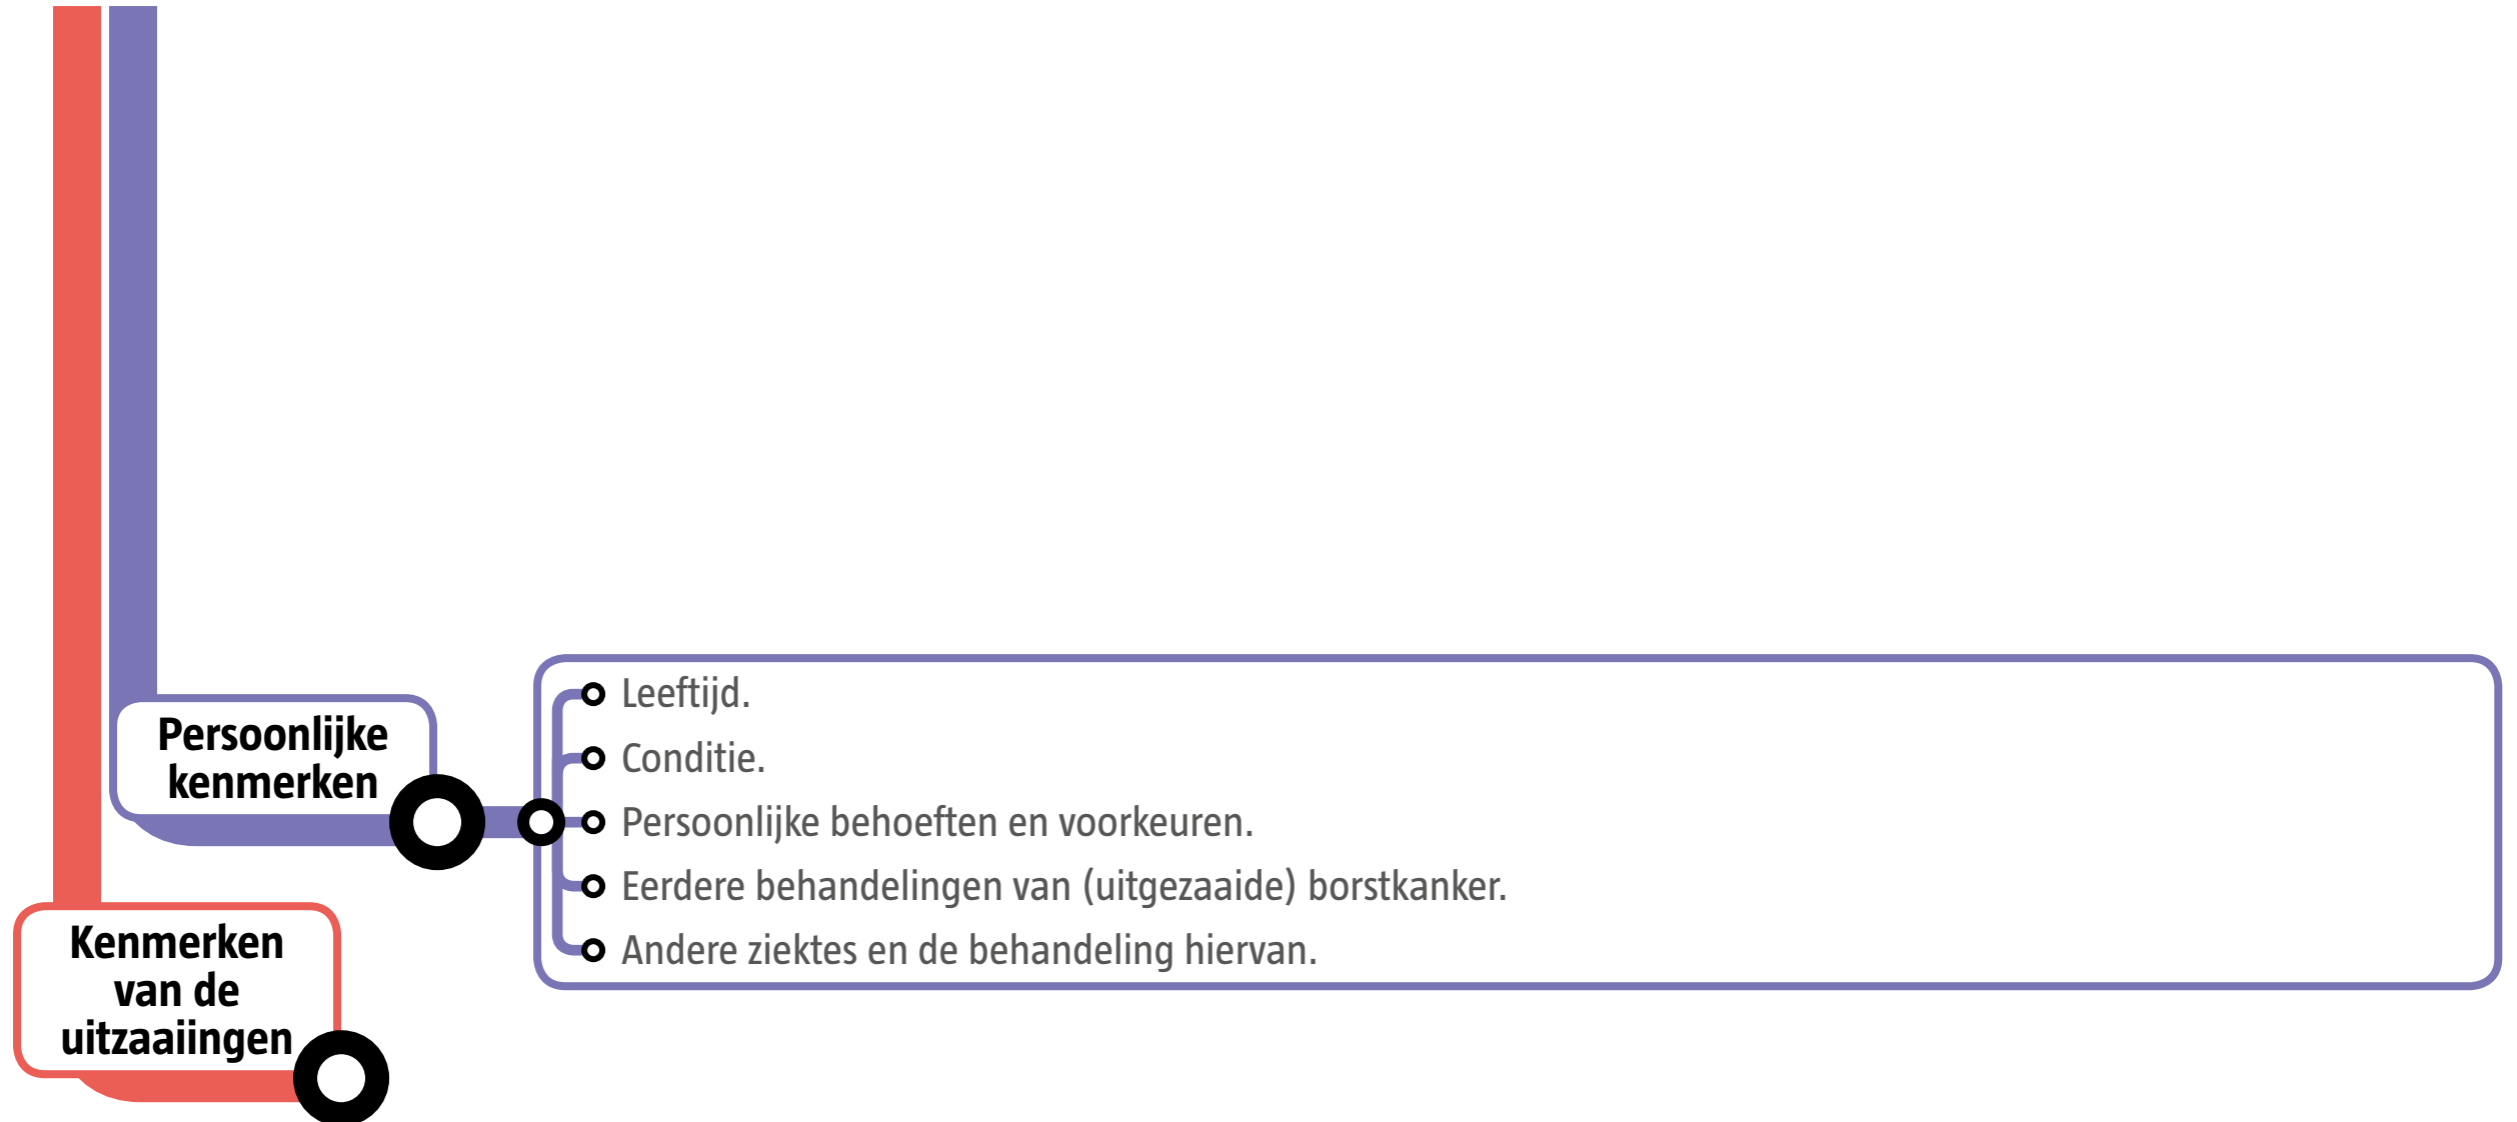 Persoonlijke
kenmerken
Leeftijd.
Conditie.
Persoonlijke behoeften en voorkeuren.
Eerdere behandelingen van (uitgezaaide) borstkanker.
Andere ziektes en de behandeling hiervan.
Kenmerken
van de
uitzaaiingen